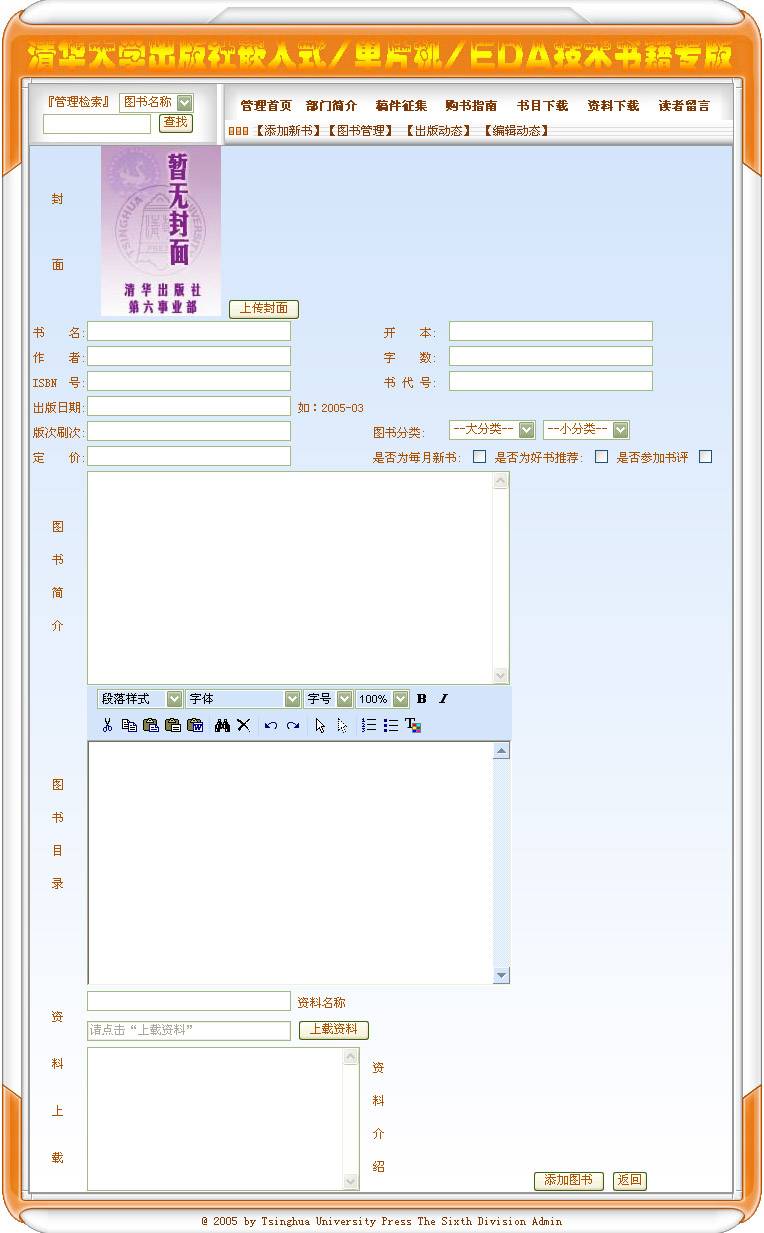 清华大学出版社嵌入式/单片机/EDA技术书籍专版
『管理检索』 图书名称
查找
管理首页 部门简介 稿件征集 购书指南 书目下载 资料下载 读者留言
【添加新书】【图书管理】 【出版动态】 【编辑动态】
封
面
暂无封面
清华出版社
第六事业部
上传封面
书 名: 开 本:
作 者: 字 数:
ISBN 号: 书 代 号:
出版日期: 如：2005-03
版次刷次: 图书分类: --大分类-- --小分类--
定 价: 是否为每月新书: 是否为好书推荐: 是否参加书评
图
书
简
介
段落样式 字体 字号 100% B I
图
书
目
录
资料名称
请点击“上载资料” 上载资料
资
料
上
载
资
料
介
绍
添加图书 返回
@ 2005 by Tsinghua University Press The Sixth Division Admin